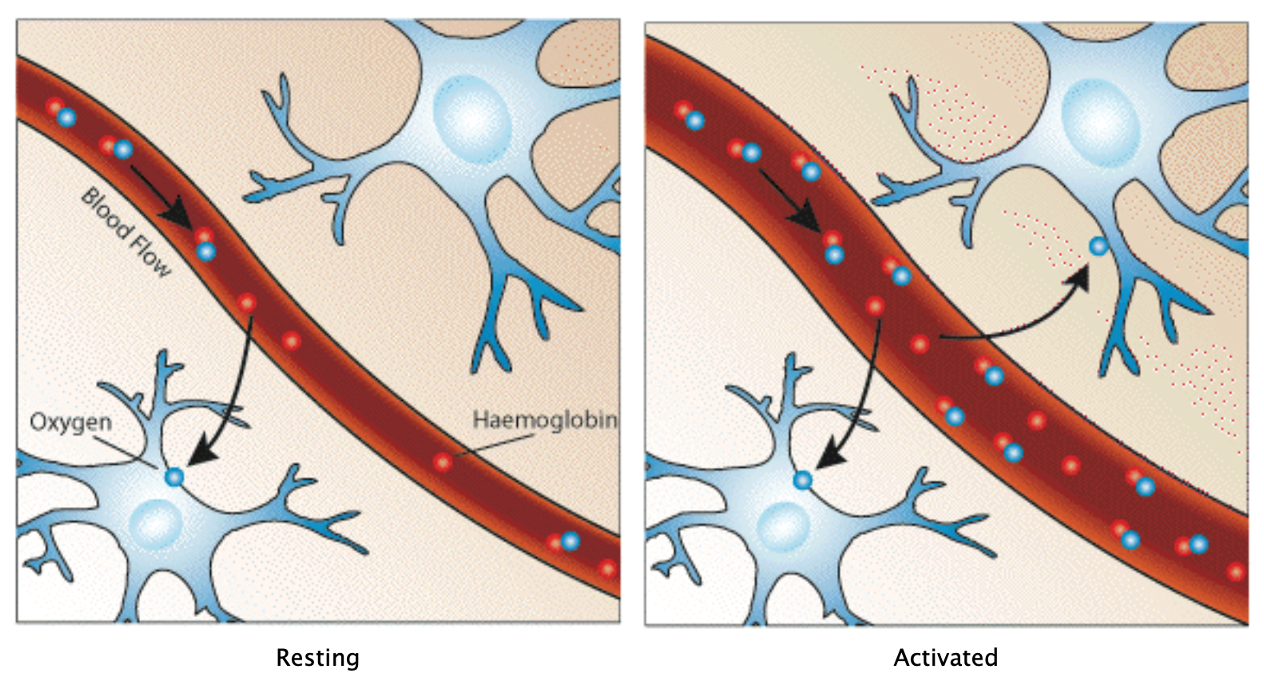 Blood Flow
Oxygen
Haemoglobin
Resting
Activated